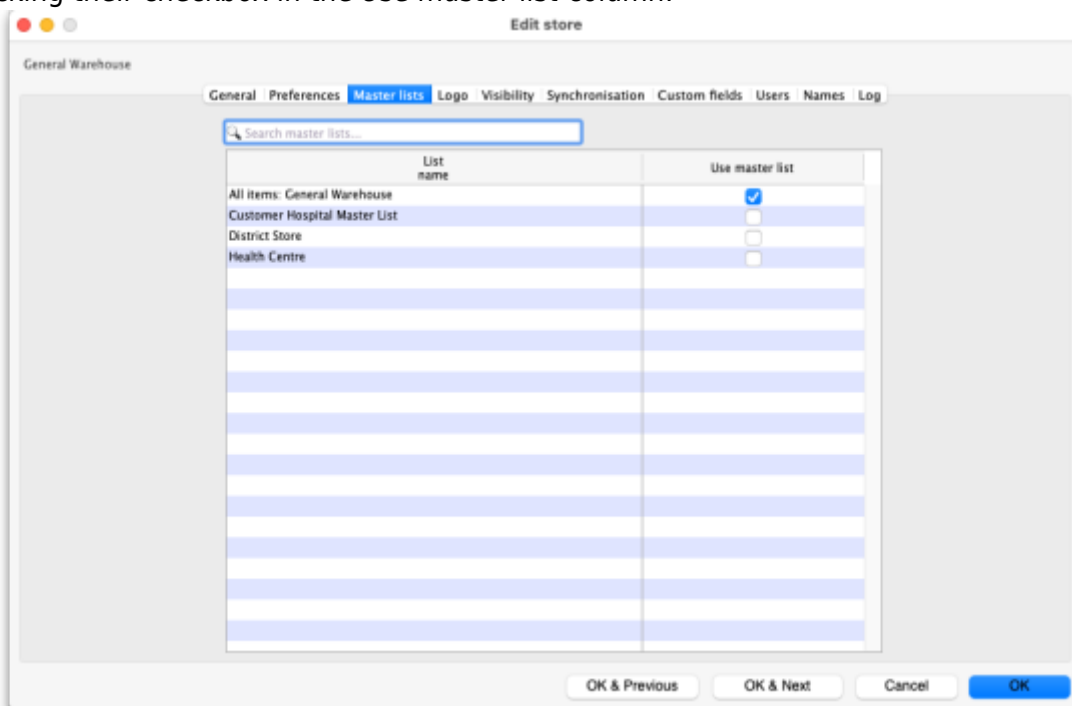 Edit store
General Warehouse
General Preferences Master lists Logo Visibility Synchronisation Custom fields Users Names Log
Search master lists...
List
name
Use master list
All items: General Warehouse
Customer Hospital Master List
District Store
Health Centre
OK & Previous OK & Next Cancel OK